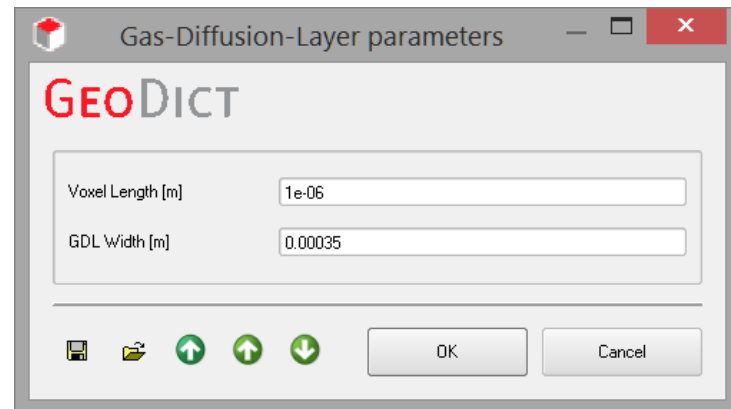 Gas-Diffusion-Layer parameters
GEODICT
Voxel Length [m] 1e-06
GDL Width [m] 0.00035
OK Cancel